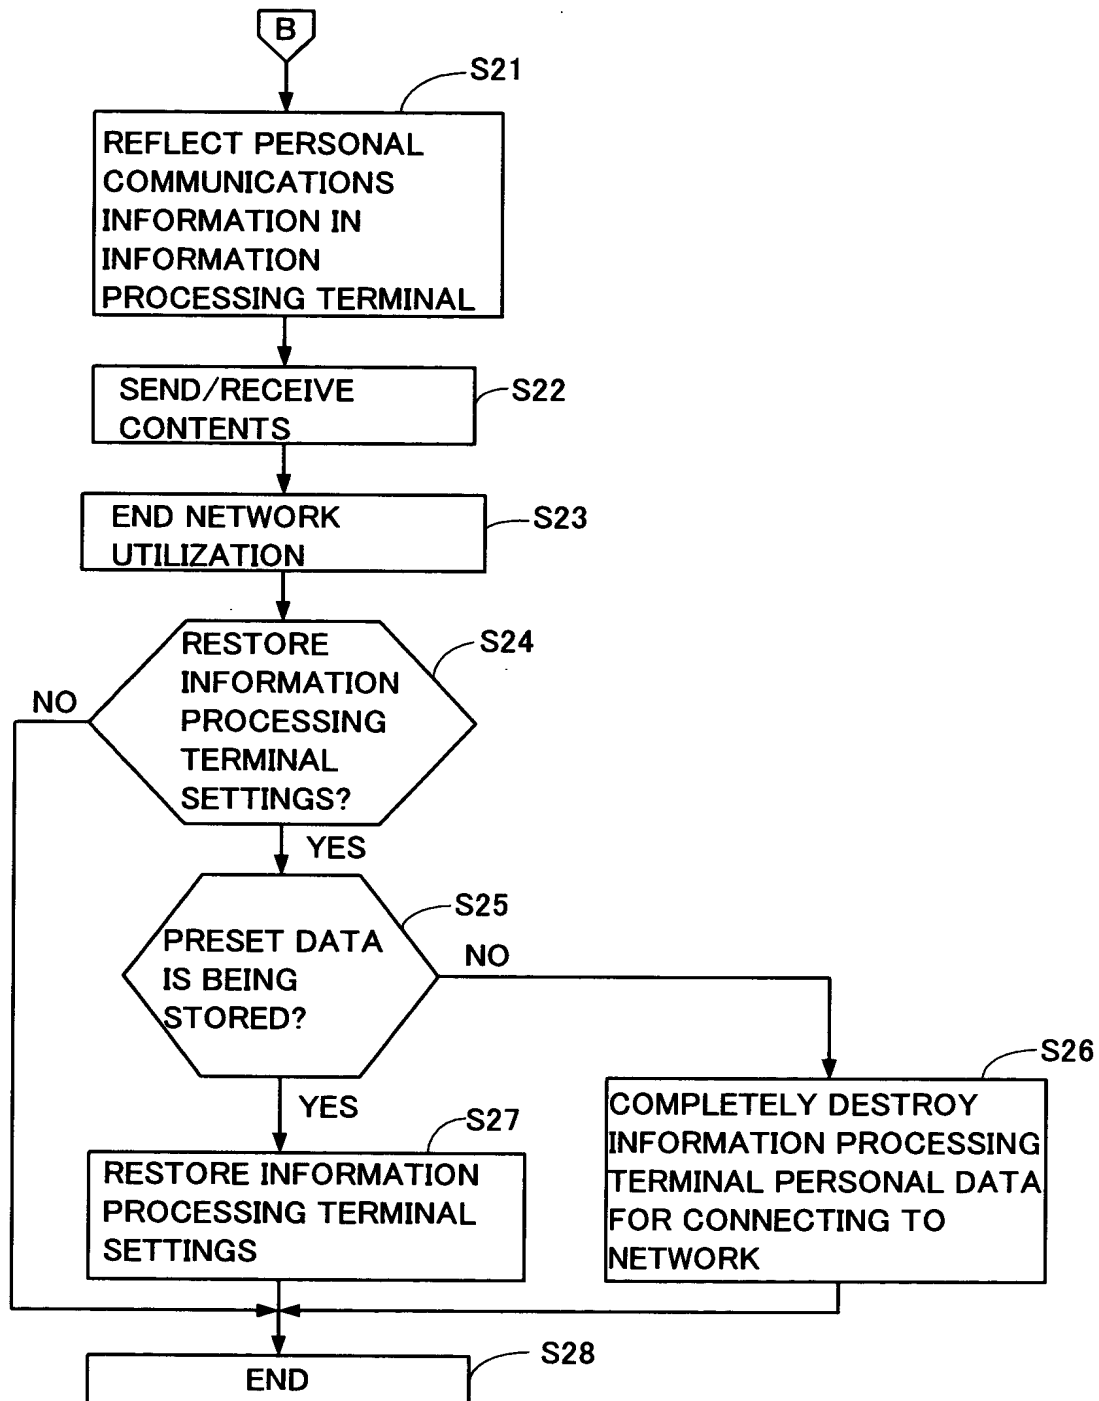 B
S21
REFLECT PERSONAL
COMMUNICATIONS
INFORMATION IN
INFORMATION
PROCESSING TERMINAL
SEND/RECEIVE
CONTENTS
S22
END NETWORK
UTILIZATION
S23
RESTORE
INFORMATION
PROCESSING
TERMINAL
SETTINGS?
S24
NO
YES
PRESET DATA
IS BEING
STORED?
S25
NO
YES
S26
COMPLETELY DESTROY
INFORMATION PROCESSING
TERMINAL PERSONAL DATA
FOR CONNECTING TO
NETWORK
S27
RESTORE INFORMATION
PROCESSING TERMINAL
SETTINGS
END
S28